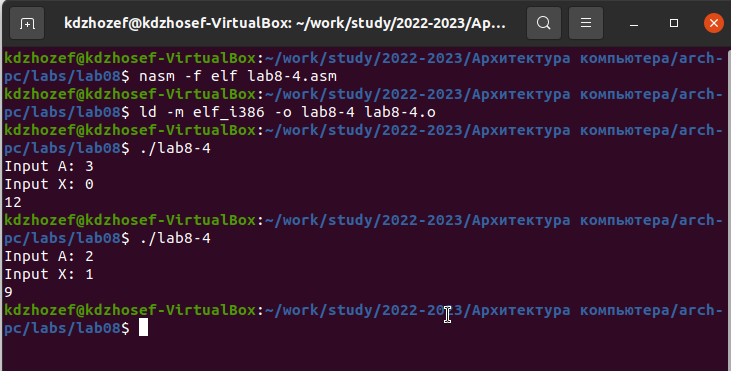 kdzhozef@kdzhosef-VirtualBox: ~/work/study/2022-2023/Ар...
kdzhozef@kdzhosef-VirtualBox:~/work/study/2022-2023/Архитектура компьютера/arch-
pc/labs/lab08$ nasm -f elf lab8-4.asm
kdzhozef@kdzhosef-VirtualBox:~/work/study/2022-2023/Архитектура компьютера/arch-
pc/labs/lab08$ ld -m elf_i386 -o lab8-4 lab8-4.o
kdzhozef@kdzhosef-VirtualBox:~/work/study/2022-2023/Архитектура компьютера/arch-
pc/labs/lab08$ ./lab8-4
Input A: 3
Input X: 0
12
kdzhozef@kdzhosef-VirtualBox:~/work/study/2022-2023/Архитектура компьютера/arch-
pc/labs/lab08$ ./lab8-4
Input A: 2
Input X: 1
9
kdzhozef@kdzhosef-VirtualBox:~/work/study/2022-2023/Архитектура компьютера/arch-
pc/labs/lab08$